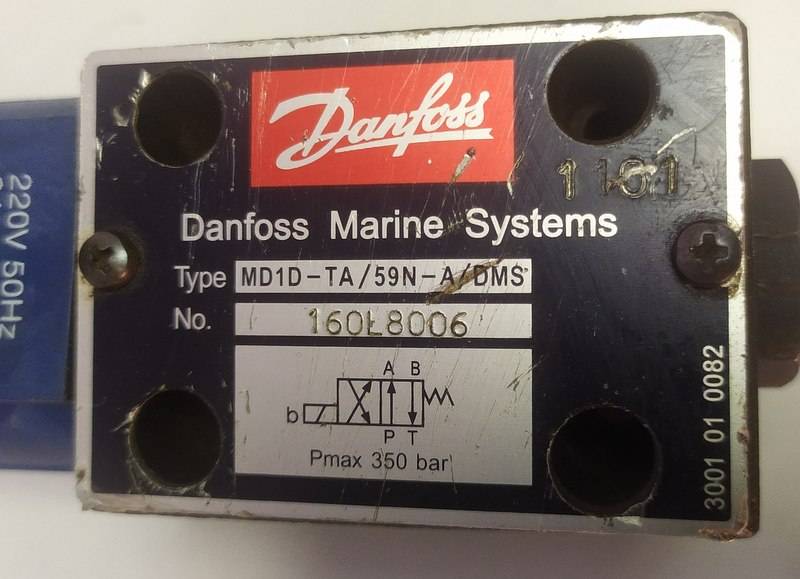 Danfoss
1101
Danfoss Marine Systems
Type MD1D-TA/59N-A/DMS
No. 160L8006
A B
b
P T
Pmax 350 bar
3001 01 0082
220V 50Hz